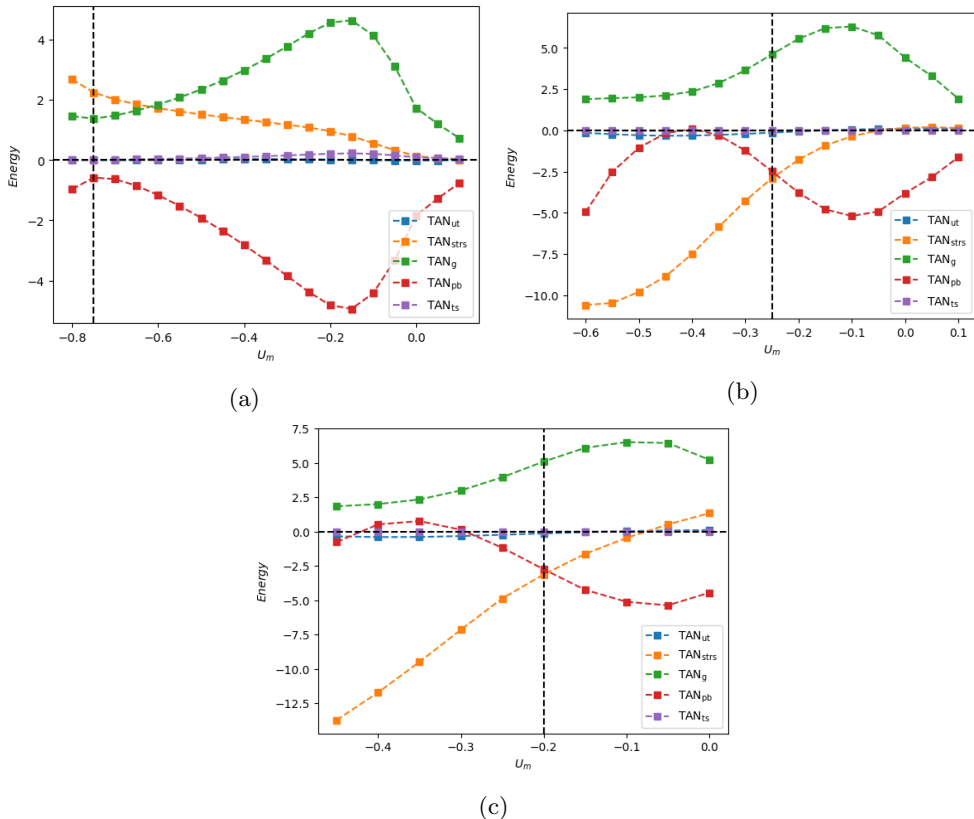 4
2
0
−2
−4
Energy
−0.8
−0.6
−0.4
−0.2
0.0
U_m
TAN_ut
TAN_strs
TAN_g
TAN_pb
TAN_ts
(a)
5.0
2.5
0.0
−2.5
−5.0
−7.5
−10.0
Energy
−0.6
−0.5
−0.4
−0.3
−0.2
−0.1
0.0
0.1
U_m
TAN_ut
TAN_strs
TAN_g
TAN_pb
TAN_ts
(b)
7.5
5.0
2.5
0.0
−2.5
−5.0
−7.5
−10.0
−12.5
Energy
−0.4
−0.3
−0.2
−0.1
0.0
U_m
TAN_ut
TAN_strs
TAN_g
TAN_pb
TAN_ts
(c)